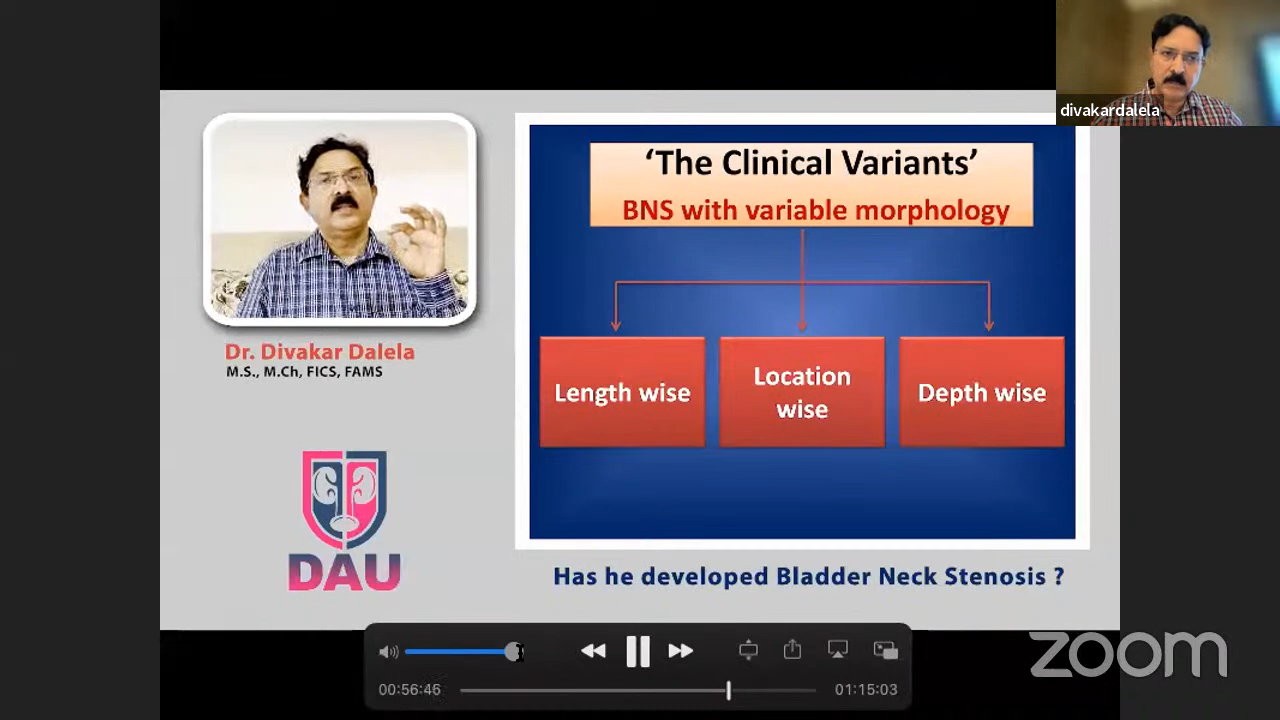 divakardalela
‘The Clinical Variants’
BNS with variable morphology
Length wise
Location
wise
Depth wise
Dr. Divakar Dalela
M.S., M.Ch, FICS, FAMS
DAU
Has he developed Bladder Neck Stenosis ?
00:56:46
01:15:03
zoom